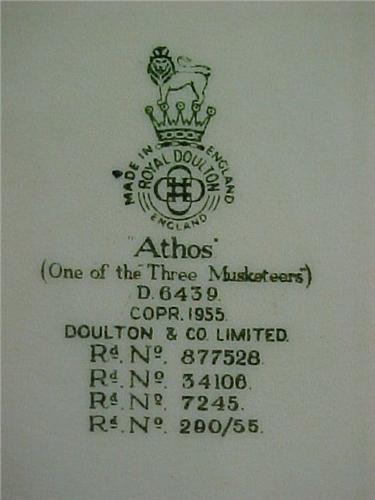 MADE IN ENGLAND
ROYAL DOULTON
ENGLAND
"Athos"
(One of the "Three Musketeers")
D.6439.
COPR.1955.
DOULTON & CO. LIMITED.
Rd. No. 877528.
Rd. No. 34106.
Rd. No. 7245.
Rd. No. 290/55.